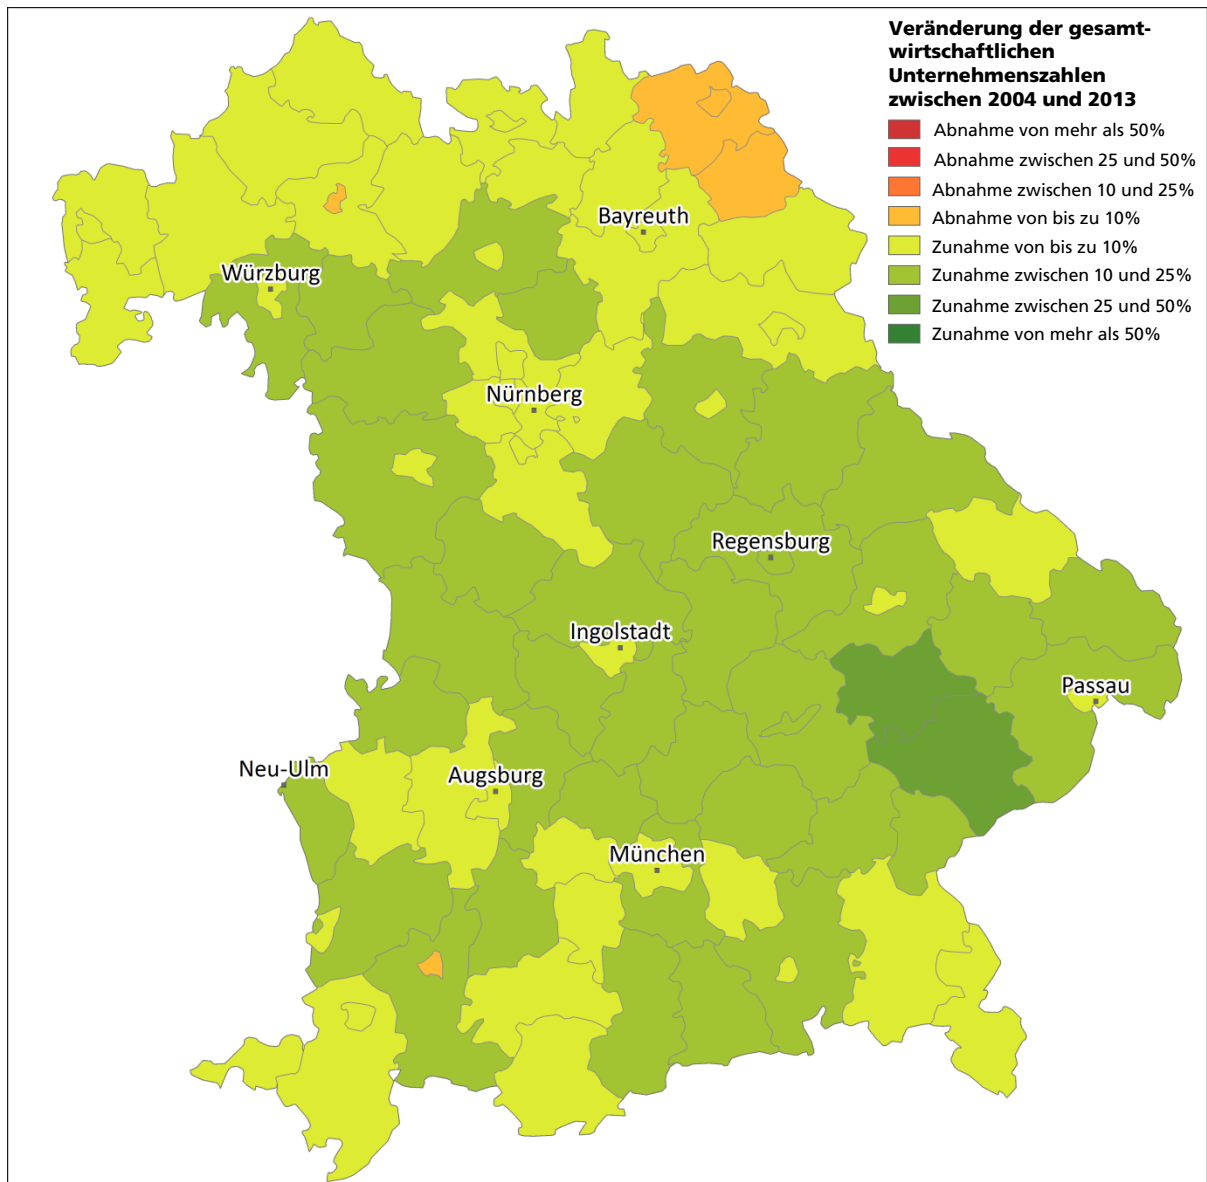 Veränderung der gesamt-
wirtschaftlichen
Unternehmenszahlen
zwischen 2004 und 2013
Abnahme von mehr als 50%
Abnahme zwischen 25 und 50%
Abnahme zwischen 10 und 25%
Abnahme von bis zu 10%
Zunahme von bis zu 10%
Zunahme zwischen 10 und 25%
Zunahme zwischen 25 und 50%
Zunahme von mehr als 50%
Bayreuth
Würzburg
Nürnberg
Regensburg
Ingolstadt
Passau
Neu-Ulm
Augsburg
München